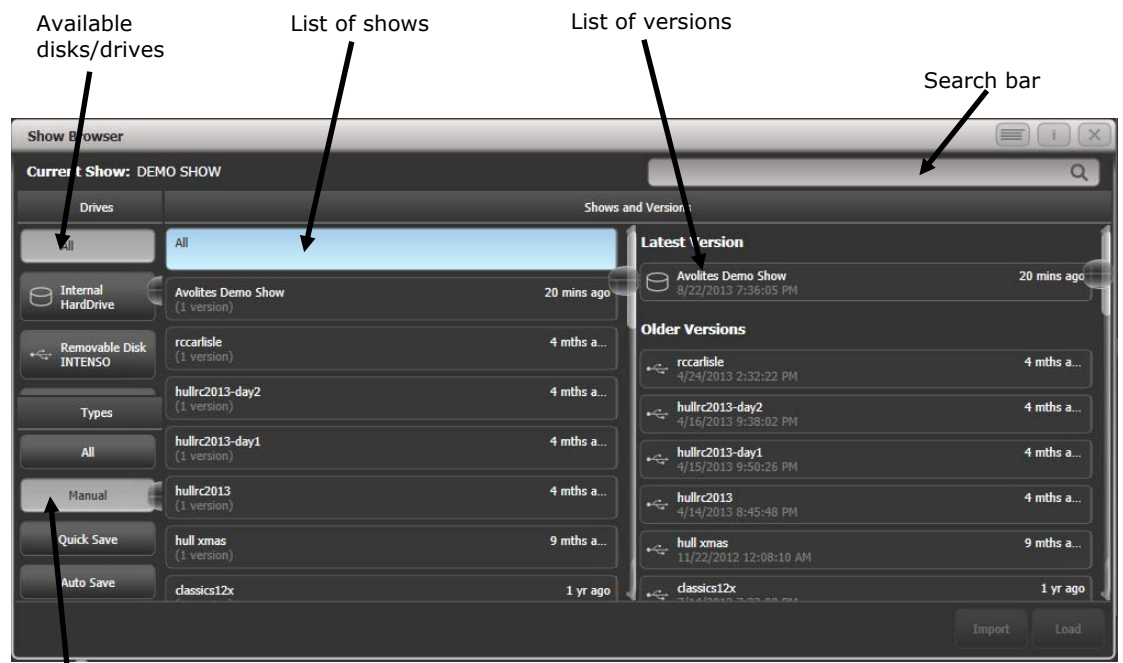 Available
disks/drives
List of shows
List of versions
Search bar
Show Browser
i
X
Current Show: DEMO SHOW
Drives
Shows and Versions
All
Internal
HardDrive
Removable Disk
INTENSO
Types
All
Manual
Quick Save
Auto Save
All
Avolites Demo Show 20 mins ago
(1 version)
rccarlisle 4 mths a...
(1 version)
hullrc2013-day2 4 mths a...
(1 version)
hullrc2013-day1 4 mths a...
(1 version)
hullrc2013 4 mths a...
(1 version)
hull xmas 9 mths a...
(1 version)
classics12x 1 yr ago
Latest Version
Avolites Demo Show 20 mins ago
8/22/2013 7:36:05 PM
Older Versions
rccarlisle 4 mths a...
4/24/2013 2:32:22 PM
hullrc2013-day2 4 mths a...
4/16/2013 9:38:02 PM
hullrc2013-day1 4 mths a...
4/15/2013 9:50:26 PM
hullrc2013 4 mths a...
4/14/2013 8:45:48 PM
hull xmas 9 mths a...
11/22/2012 12:08:10 AM
classics12x 1 yr ago
Import
Load